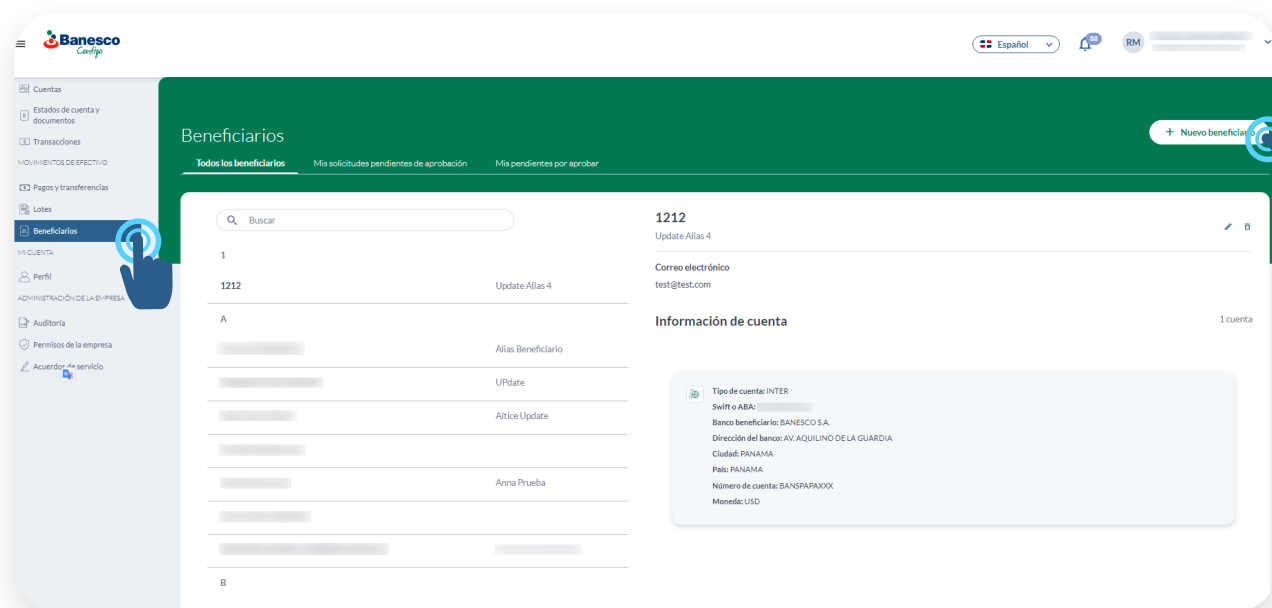 Banesco
Contigo
Español
88
RM
Cuentas
Estados de cuenta y
documentos
Transacciones
MOVIMIENTOS DE EFECTIVO
Pagos y transferencias
Lotes
Beneficiarios
MI CUENTA
Perfil
ADMINISTRACIÓN DE LA EMPRESA
Auditoría
Permisos de la empresa
Acuerdos de servicio
Beneficiarios
+ Nuevo beneficiario
Todos los beneficiarios
Mis solicitudes pendientes de aprobación
Mis pendientes por aprobar
Buscar
1
1212 Update Alias 4
A
Alias Beneficiario
UPdate
Altice Update
Anna Prueba
B
1212
Update Alias 4
Correo electrónico
test@test.com
Información de cuenta 1 cuenta
Tipo de cuenta: INTER
Swift o ABA:
Banco beneficiario: BANESCO S.A.
Dirección del banco: AV. AQUILINO DE LA GUARDIA
Ciudad: PANAMA
País: PANAMA
Número de cuenta: BANSPAPAXXX
Moneda: USD